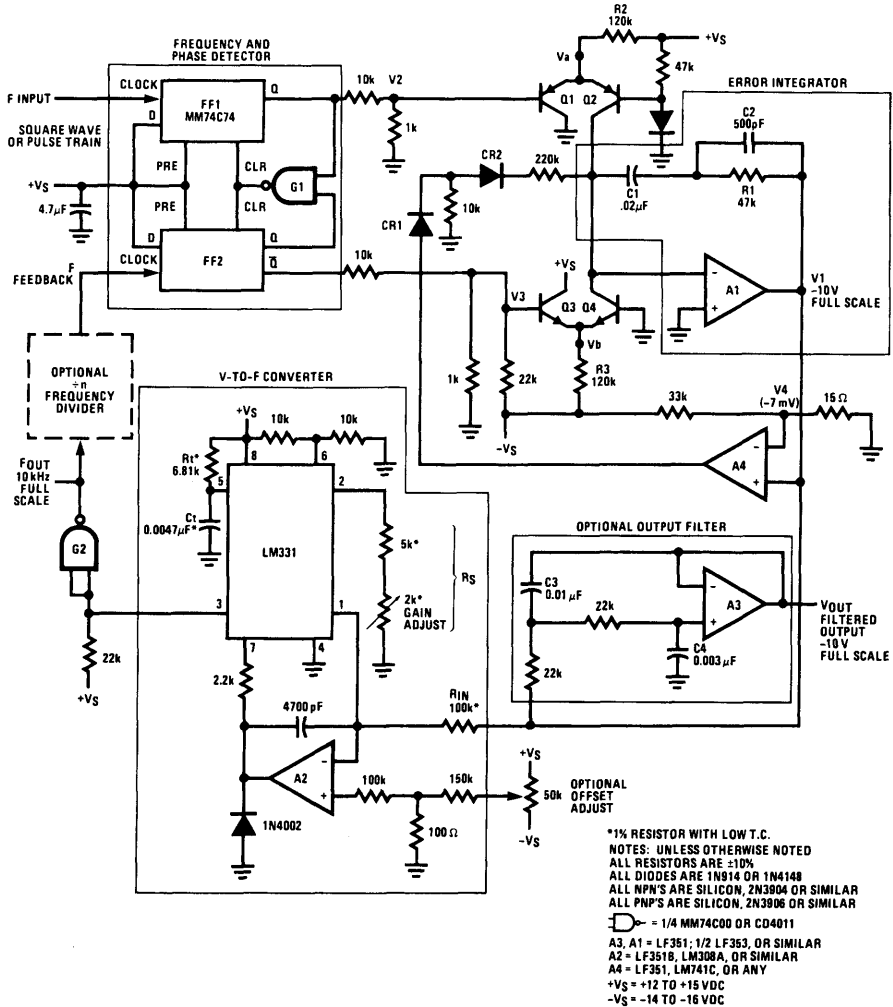 FREQUENCY AND
PHASE DETECTOR
F INPUT
CLOCK
FF1
MM74C74
Q
D
SQUARE WAVE
OR PULSE TRAIN
PRE
CLR
+VS
4.7μF
PRE
CLR
G1
D
Q
F
FEEDBACK
CLOCK
FF2
Q̅
10k
V2
1k
10k
R2
120k
+VS
Va
47k
Q1 Q2
ERROR INTEGRATOR
C2
500pF
CR2
220k
C1
.02μF
R1
47k
CR1
10k
+VS
V3
Q3 Q4
Vb
A1
−
+
V1
−10V
FULL SCALE
1k
22k
R3
120k
−VS
33k
V4
(−7 mV)
15Ω
A4
−
+
OPTIONAL
÷n
FREQUENCY
DIVIDER
FOUT
10 kHz
FULL
SCALE
G2
22k
+VS
V-TO-F CONVERTER
+VS
10k
10k
Rt*
6.81k
8
6
5
2
Ct
0.0047μF*
LM331
5k*
RS
2k*
GAIN
ADJUST
3
1
7
4
2.2k
4700 pF
RIN
100k*
A2
−
+
100k
150k
+VS
50k
OPTIONAL
OFFSET
ADJUST
−VS
100Ω
1N4002
OPTIONAL OUTPUT FILTER
C3
0.01μF
22k
A3
−
+
VOUT
FILTERED
OUTPUT
−10V
FULL SCALE
C4
0.003μF
22k
*1% RESISTOR WITH LOW T.C.
NOTES: UNLESS OTHERWISE NOTED
ALL RESISTORS ARE ±10%
ALL DIODES ARE 1N914 OR 1N4148
ALL NPN'S ARE SILICON, 2N3904 OR SIMILAR
ALL PNP'S ARE SILICON, 2N3906 OR SIMILAR
= 1/4 MM74C00 OR CD4011
A3, A1 = LF351; 1/2 LF353, OR SIMILAR
A2 = LF351B, LM308A, OR SIMILAR
A4 = LF351, LM741C, OR ANY
+VS = +12 TO +15 VDC
−VS = −14 TO −16 VDC